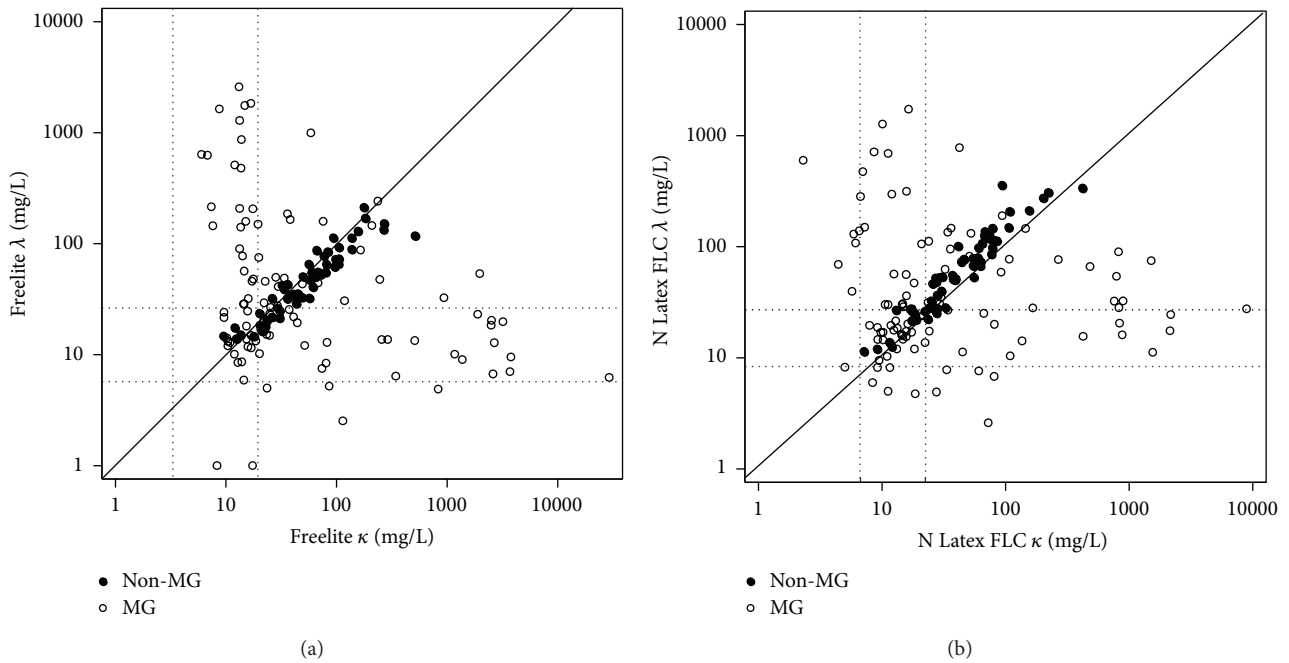 10000
1000
100
10
1
Freelite λ (mg/L)
1 10 100 1000 10000
Freelite κ (mg/L)
Non-MG
MG
(a)
10000
1000
100
10
1
N Latex FLC λ (mg/L)
1 10 100 1000 10000
N Latex FLC κ (mg/L)
Non-MG
MG
(b)